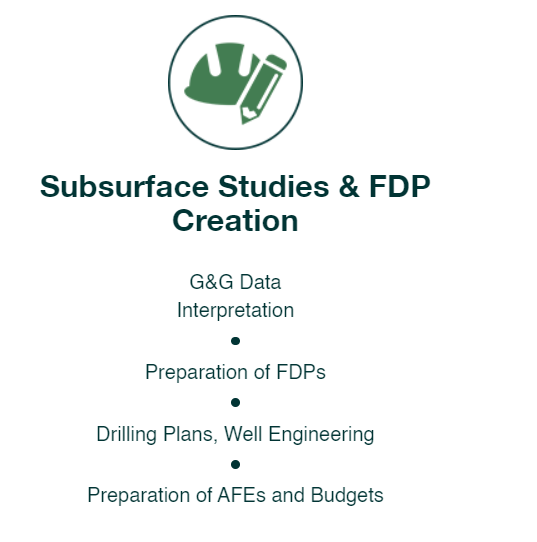 Subsurface Studies & FDP
Creation
G&G Data
Interpretation
•
Preparation of FDPs
•
Drilling Plans, Well Engineering
•
Preparation of AFEs and Budgets